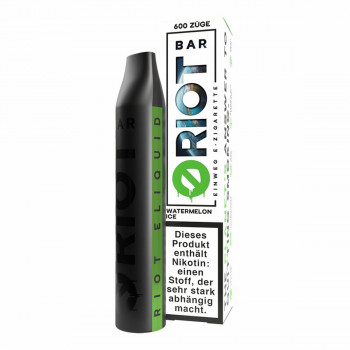 BAR
RIOT
RIOT ELIQUID
600 ZÜGE
BAR
RIOT
EINWEG E-ZIGARETTE
WATERMELON
ICE
Dieses
Produkt
enthält
Nikotin:
einen
Stoff, der
sehr stark
abhängig
macht.